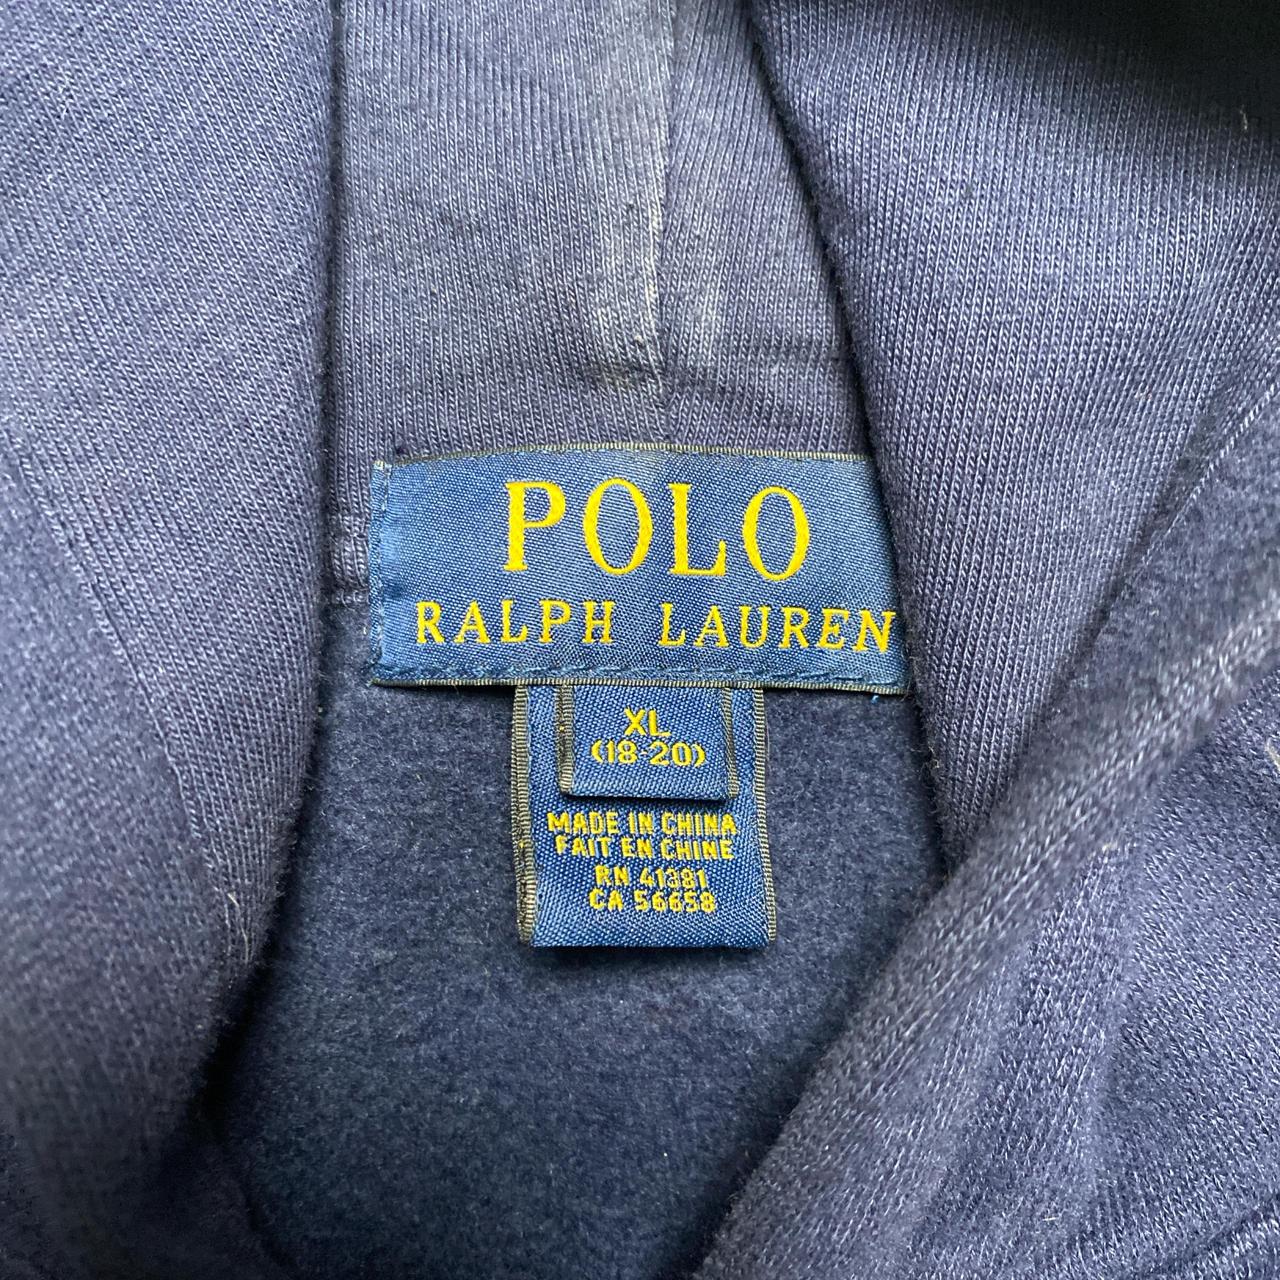 POLO
RALPH LAUREN
XL
(18-20)
MADE IN CHINA
FAIT EN CHINE
RN 41381
CA 56658